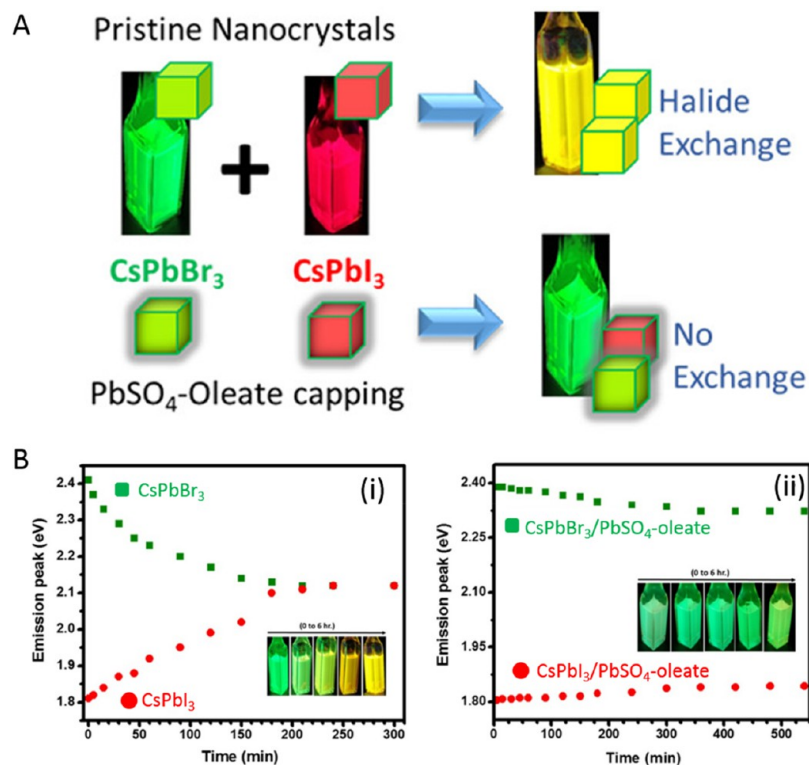 A
Pristine Nanocrystals
+
CsPbBr₃
CsPbI₃
Halide
Exchange
PbSO₄-Oleate capping
No
Exchange
B
(i)
CsPbBr₃
CsPbI₃
(0 to 6 hr.)
Emission peak (eV)
2.4
2.3
2.2
2.1
2.0
1.9
1.8
0 50 100 150 200 250 300
Time (min)
(ii)
CsPbBr₃/PbSO₄-oleate
(0 to 6 hr.)
CsPbI₃/PbSO₄-oleate
Emission peak (eV)
2.40
2.25
2.10
1.95
1.80
0 100 200 300 400 500
Time (min)